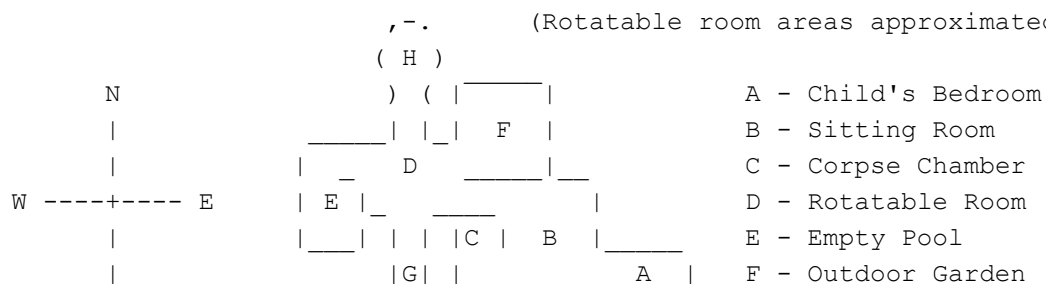 ,-.      (Rotatable room areas approximated
( H )
N                 ) ( |‾‾‾‾‾|            A - Child's Bedroom
|            _____| |_|  F  |            B - Sitting Room
|           |  _   D   _____|__          C - Corpse Chamber
W ----+---- E     | E |_   ____      |         D - Rotatable Room
|           |___| | | |C |  B  |_____    E - Empty Pool
|                 |G| |          A  |    F - Outdoor Garden